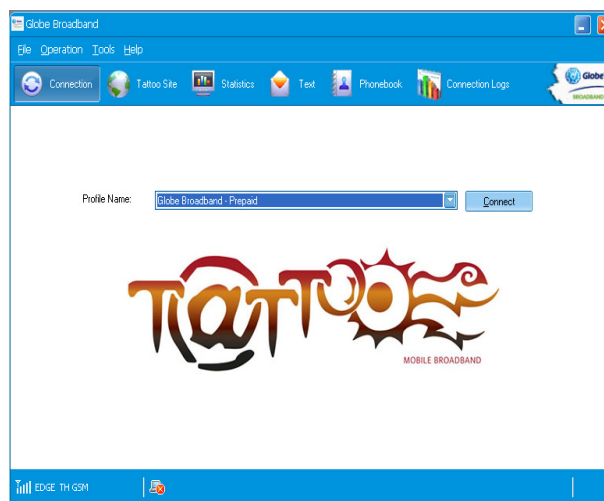 Globe Broadband
File Operation Tools Help
Connection Tattoo Site Statistics Text Phonebook Connection Logs Globe
BROADBAND
Profile Name: Globe Broadband - Prepaid Connect
T@TTOO
MOBILE BROADBAND
EDGE TH GSM